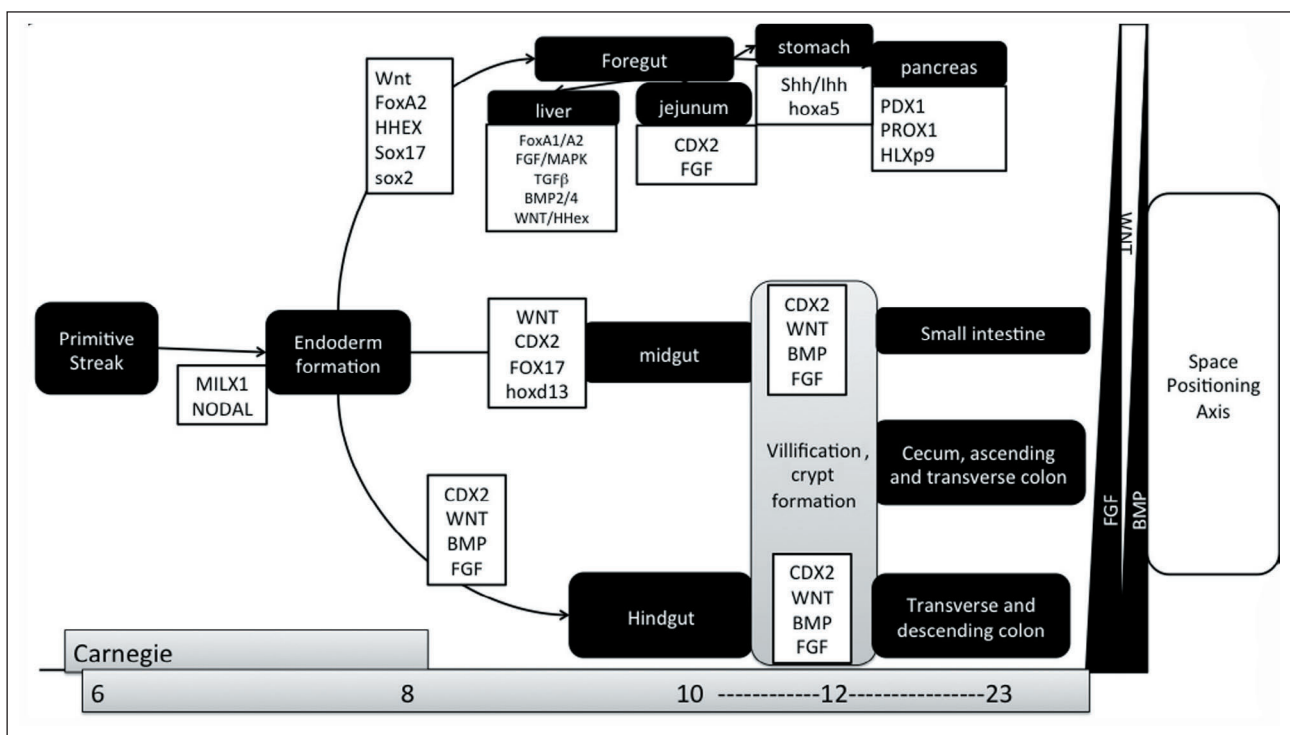 Wnt
FoxA2
HHEX
Sox17
sox2
Foregut
stomach
Shh/Ihh
hoxa5
pancreas
PDX1
PROX1
HLXp9
liver
FoxA1/A2
FGF/MAPK
TGFβ
BMP2/4
WNT/HHex
jejunum
CDX2
FGF
Primitive
Streak
MILX1
NODAL
Endoderm
formation
WNT
CDX2
FOX17
hoxd13
midgut
CDX2
WNT
BMP
FGF
Small intestine
Villification,
crypt
formation
Cecum, ascending
and transverse colon
CDX2
WNT
BMP
FGF
Hindgut
CDX2
WNT
BMP
FGF
Transverse and
descending colon
WNT
FGF
BMP
Space
Positioning
Axis
Carnegie
6 8 10 ------------12----------------23